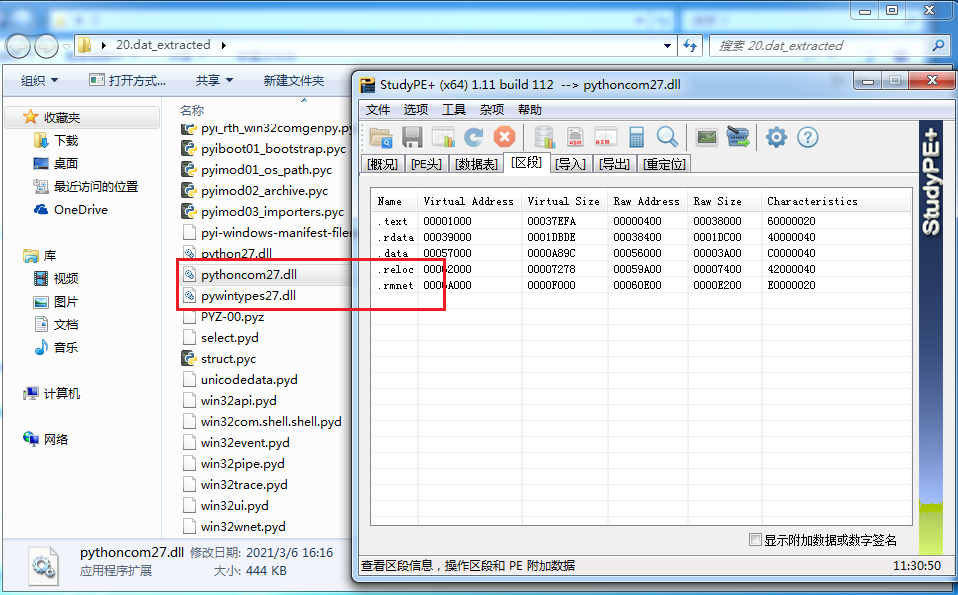 20.dat_extracted
搜索 20.dat_extracted
组织 打开方式... 共享 新建文件夹
收藏夹
下载
桌面
最近访问的位置
OneDrive
库
视频
图片
文档
音乐
计算机
网络
名称
pyi_rth_win32comgenpy.py
pyiboot01_bootstrap.pyc
pyimod01_os_path.pyc
pyimod02_archive.pyc
pyimod03_importers.pyc
pyi-windows-manifest-filen
python27.dll
pythoncom27.dll
pywintypes27.dll
PYZ-00.pyz
select.pyd
struct.pyc
unicodedata.pyd
win32api.pyd
win32com.shell.shell.pyd
win32event.pyd
win32pipe.pyd
win32trace.pyd
win32ui.pyd
win32wnet.pyd
pythoncom27.dll 修改日期: 2021/3/6 16:16
应用程序扩展 大小: 444 KB
StudyPE+ (x64) 1.11 build 112 --> pythoncom27.dll
文件 选项 工具 杂项 帮助
ASM ASM
[概况] [PE头] [数据表] [区段] [导入] [导出] [重定位]
Name Virtual Address Virtual Size Raw Address Raw Size Characteristics
.text 00001000 00037EFA 00000400 00038000 60000020
.rdata 00039000 0001DBDE 00038400 0001DC00 40000040
.data 00057000 0000A89C 00056000 00003A00 C0000040
.reloc 00062000 00007278 00059A00 00007400 42000040
.rmnet 0006A000 0000F000 00060E00 0000E200 E0000020
StudyPE+
显示附加数据或数字签名
查看区段信息，操作区段和 PE 附加数据 11:30:50